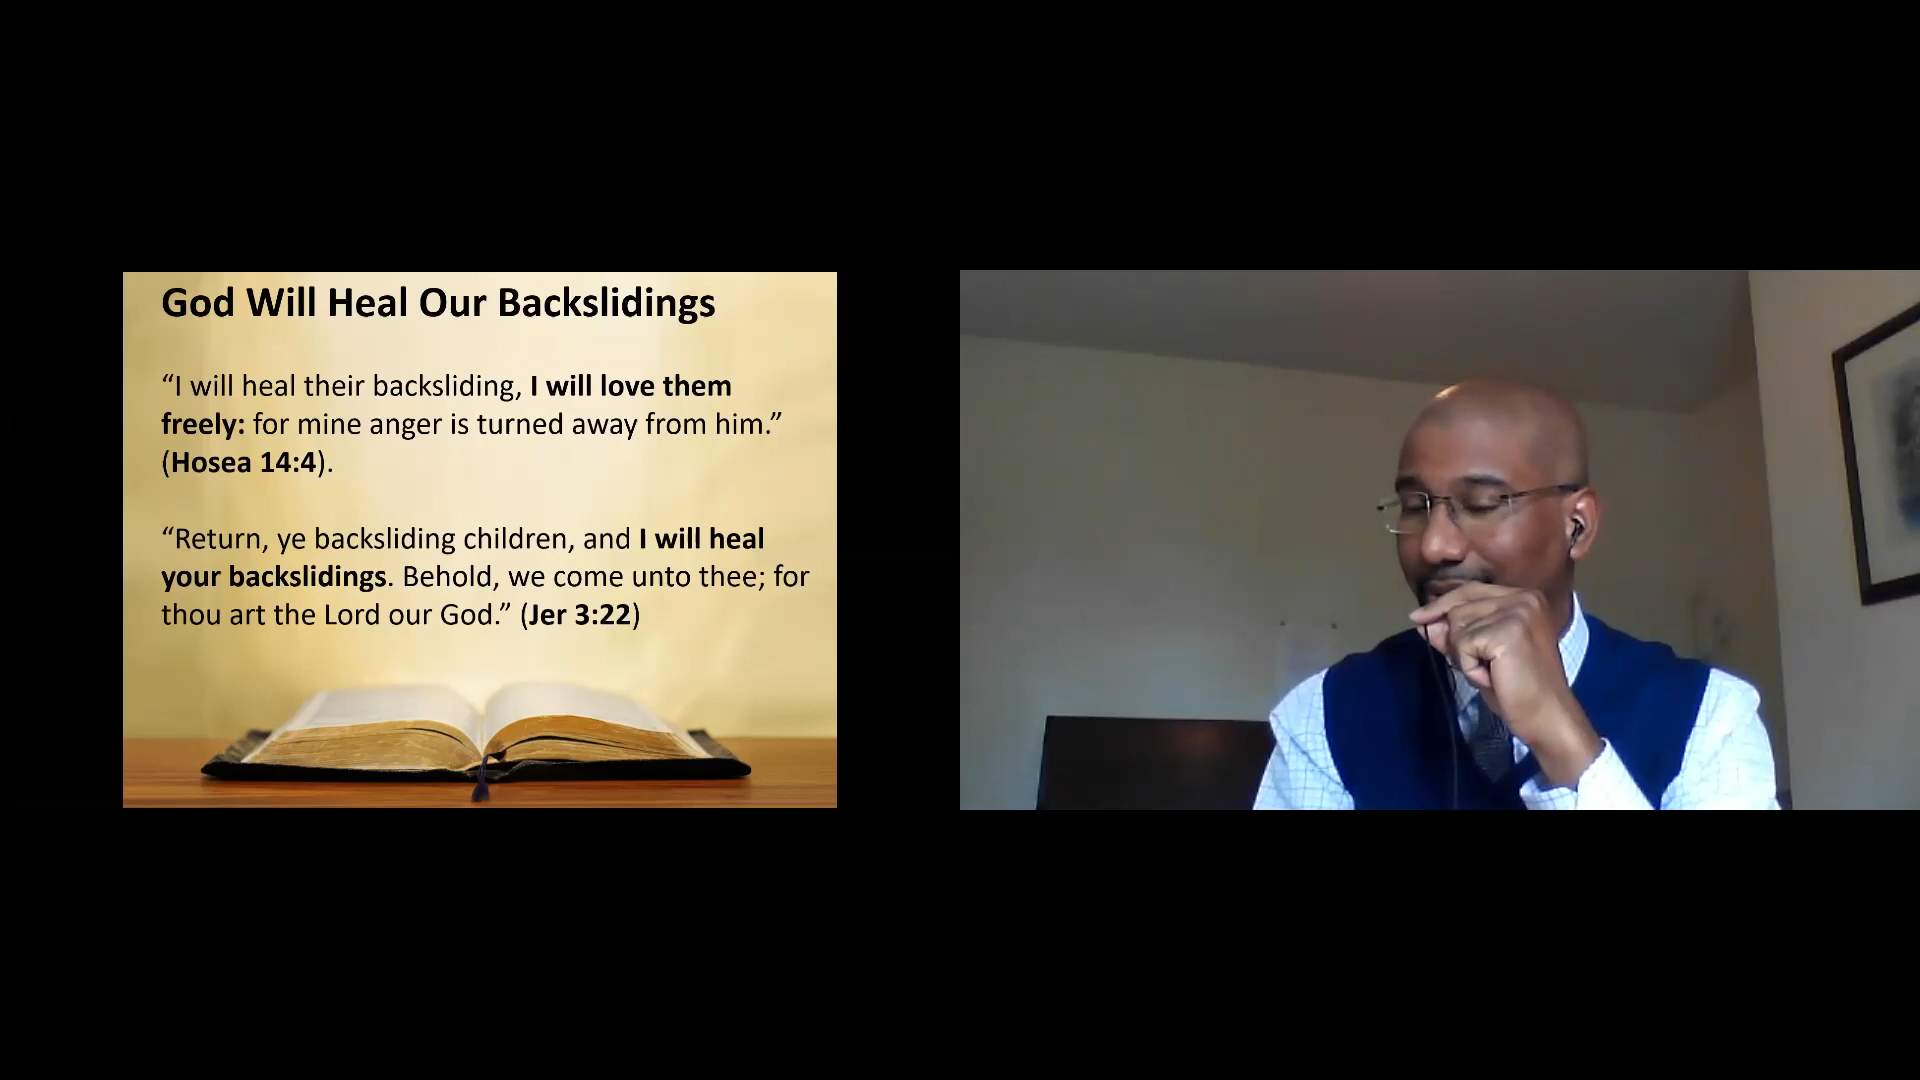 God Will Heal Our Backslidings
“I will heal their backsliding, I will love them
freely: for mine anger is turned away from him.”
(Hosea 14:4).
“Return, ye backsliding children, and I will heal
your backslidings. Behold, we come unto thee; for
thou art the Lord our God.” (Jer 3:22)